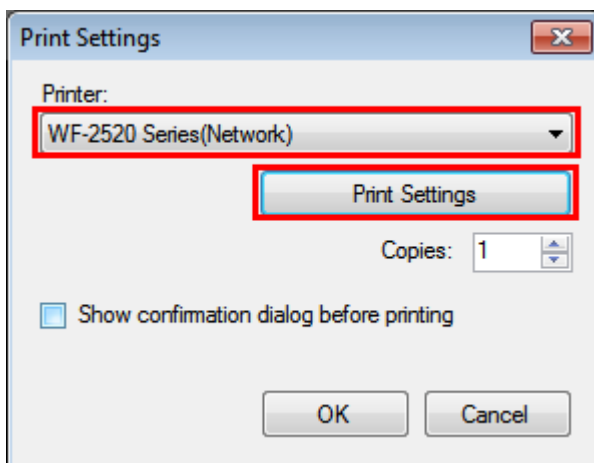 Print Settings
Printer:
WF-2520 Series(Network)
Print Settings
Copies: 1
Show confirmation dialog before printing
OK Cancel